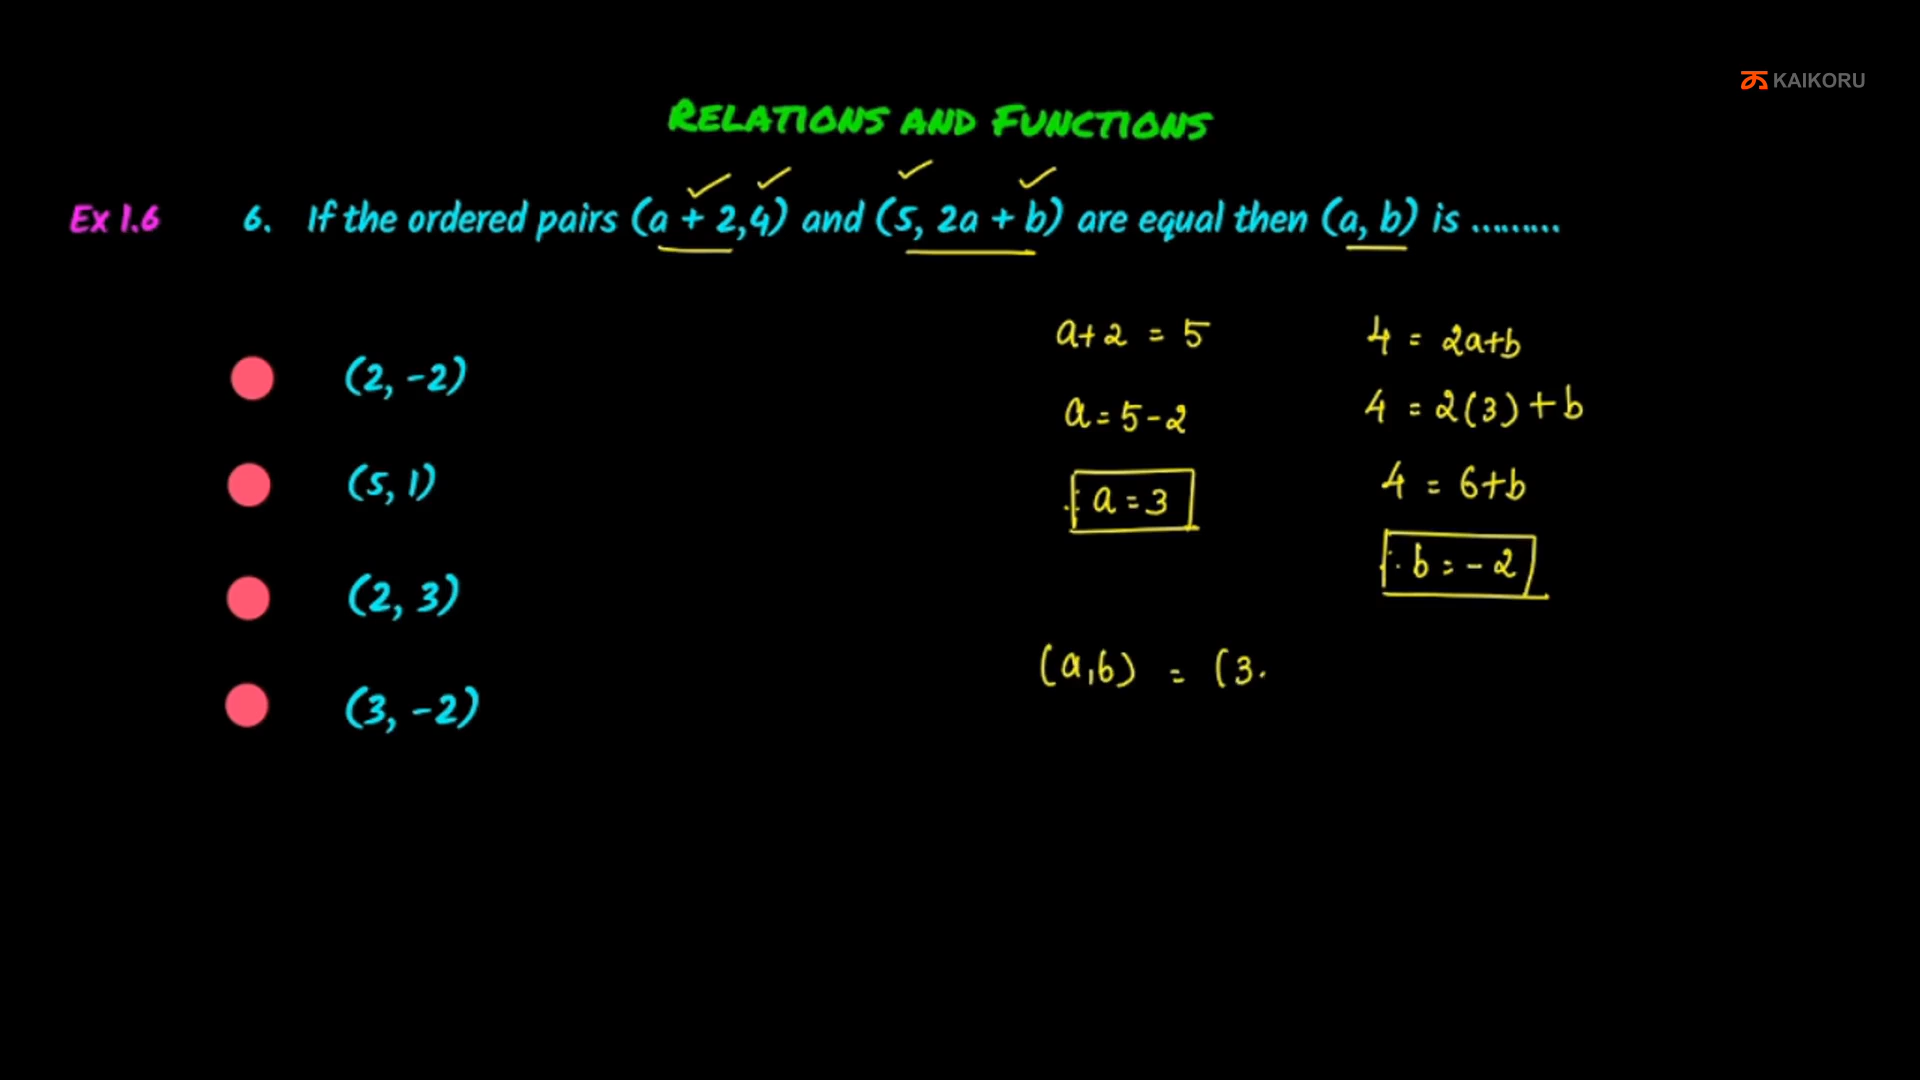 KAIKORU
RELATIONS AND FUNCTIONS
Ex 1.6 6. If the ordered pairs (a + 2,4) and (5, 2a + b) are equal then (a, b) is .........
(2, -2)
(5, 1)
(2, 3)
(3, -2)
a+2 = 5
a = 5-2
∴ a = 3
4 = 2a+b
4 = 2(3) + b
4 = 6+b
∴ b = -2
(a,b) = (3.